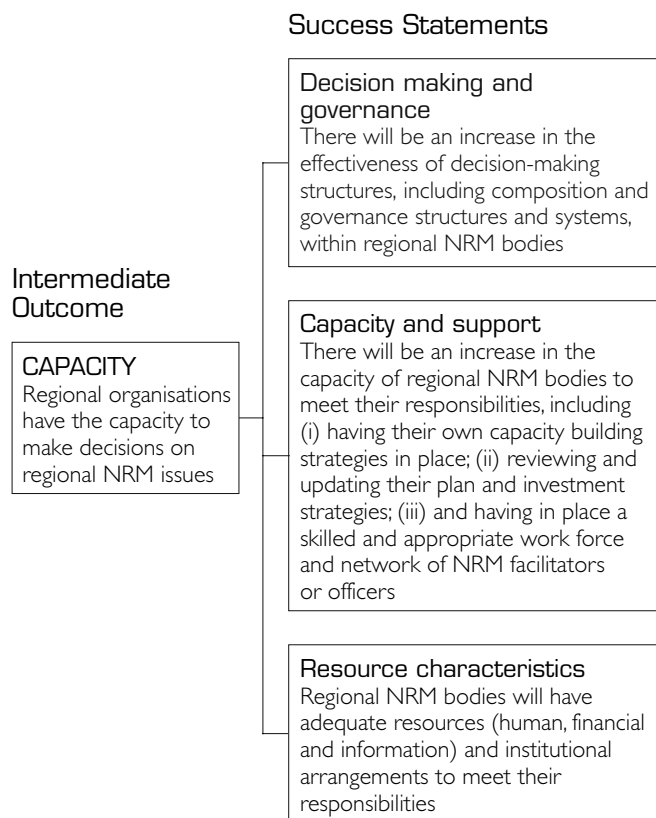 Success Statements
Decision making and
governance
There will be an increase in the
effectiveness of decision-making
structures, including composition and
governance structures and systems,
within regional NRM bodies
Intermediate
Outcome
CAPACITY
Regional organisations
have the capacity to
make decisions on
regional NRM issues
Capacity and support
There will be an increase in the
capacity of regional NRM bodies to
meet their responsibilities, including
(i) having their own capacity building
strategies in place; (ii) reviewing and
updating their plan and investment
strategies; (iii) and having in place a
skilled and appropriate work force
and network of NRM facilitators
or officers
Resource characteristics
Regional NRM bodies will have
adequate resources (human, financial
and information) and institutional
arrangements to meet their
responsibilities